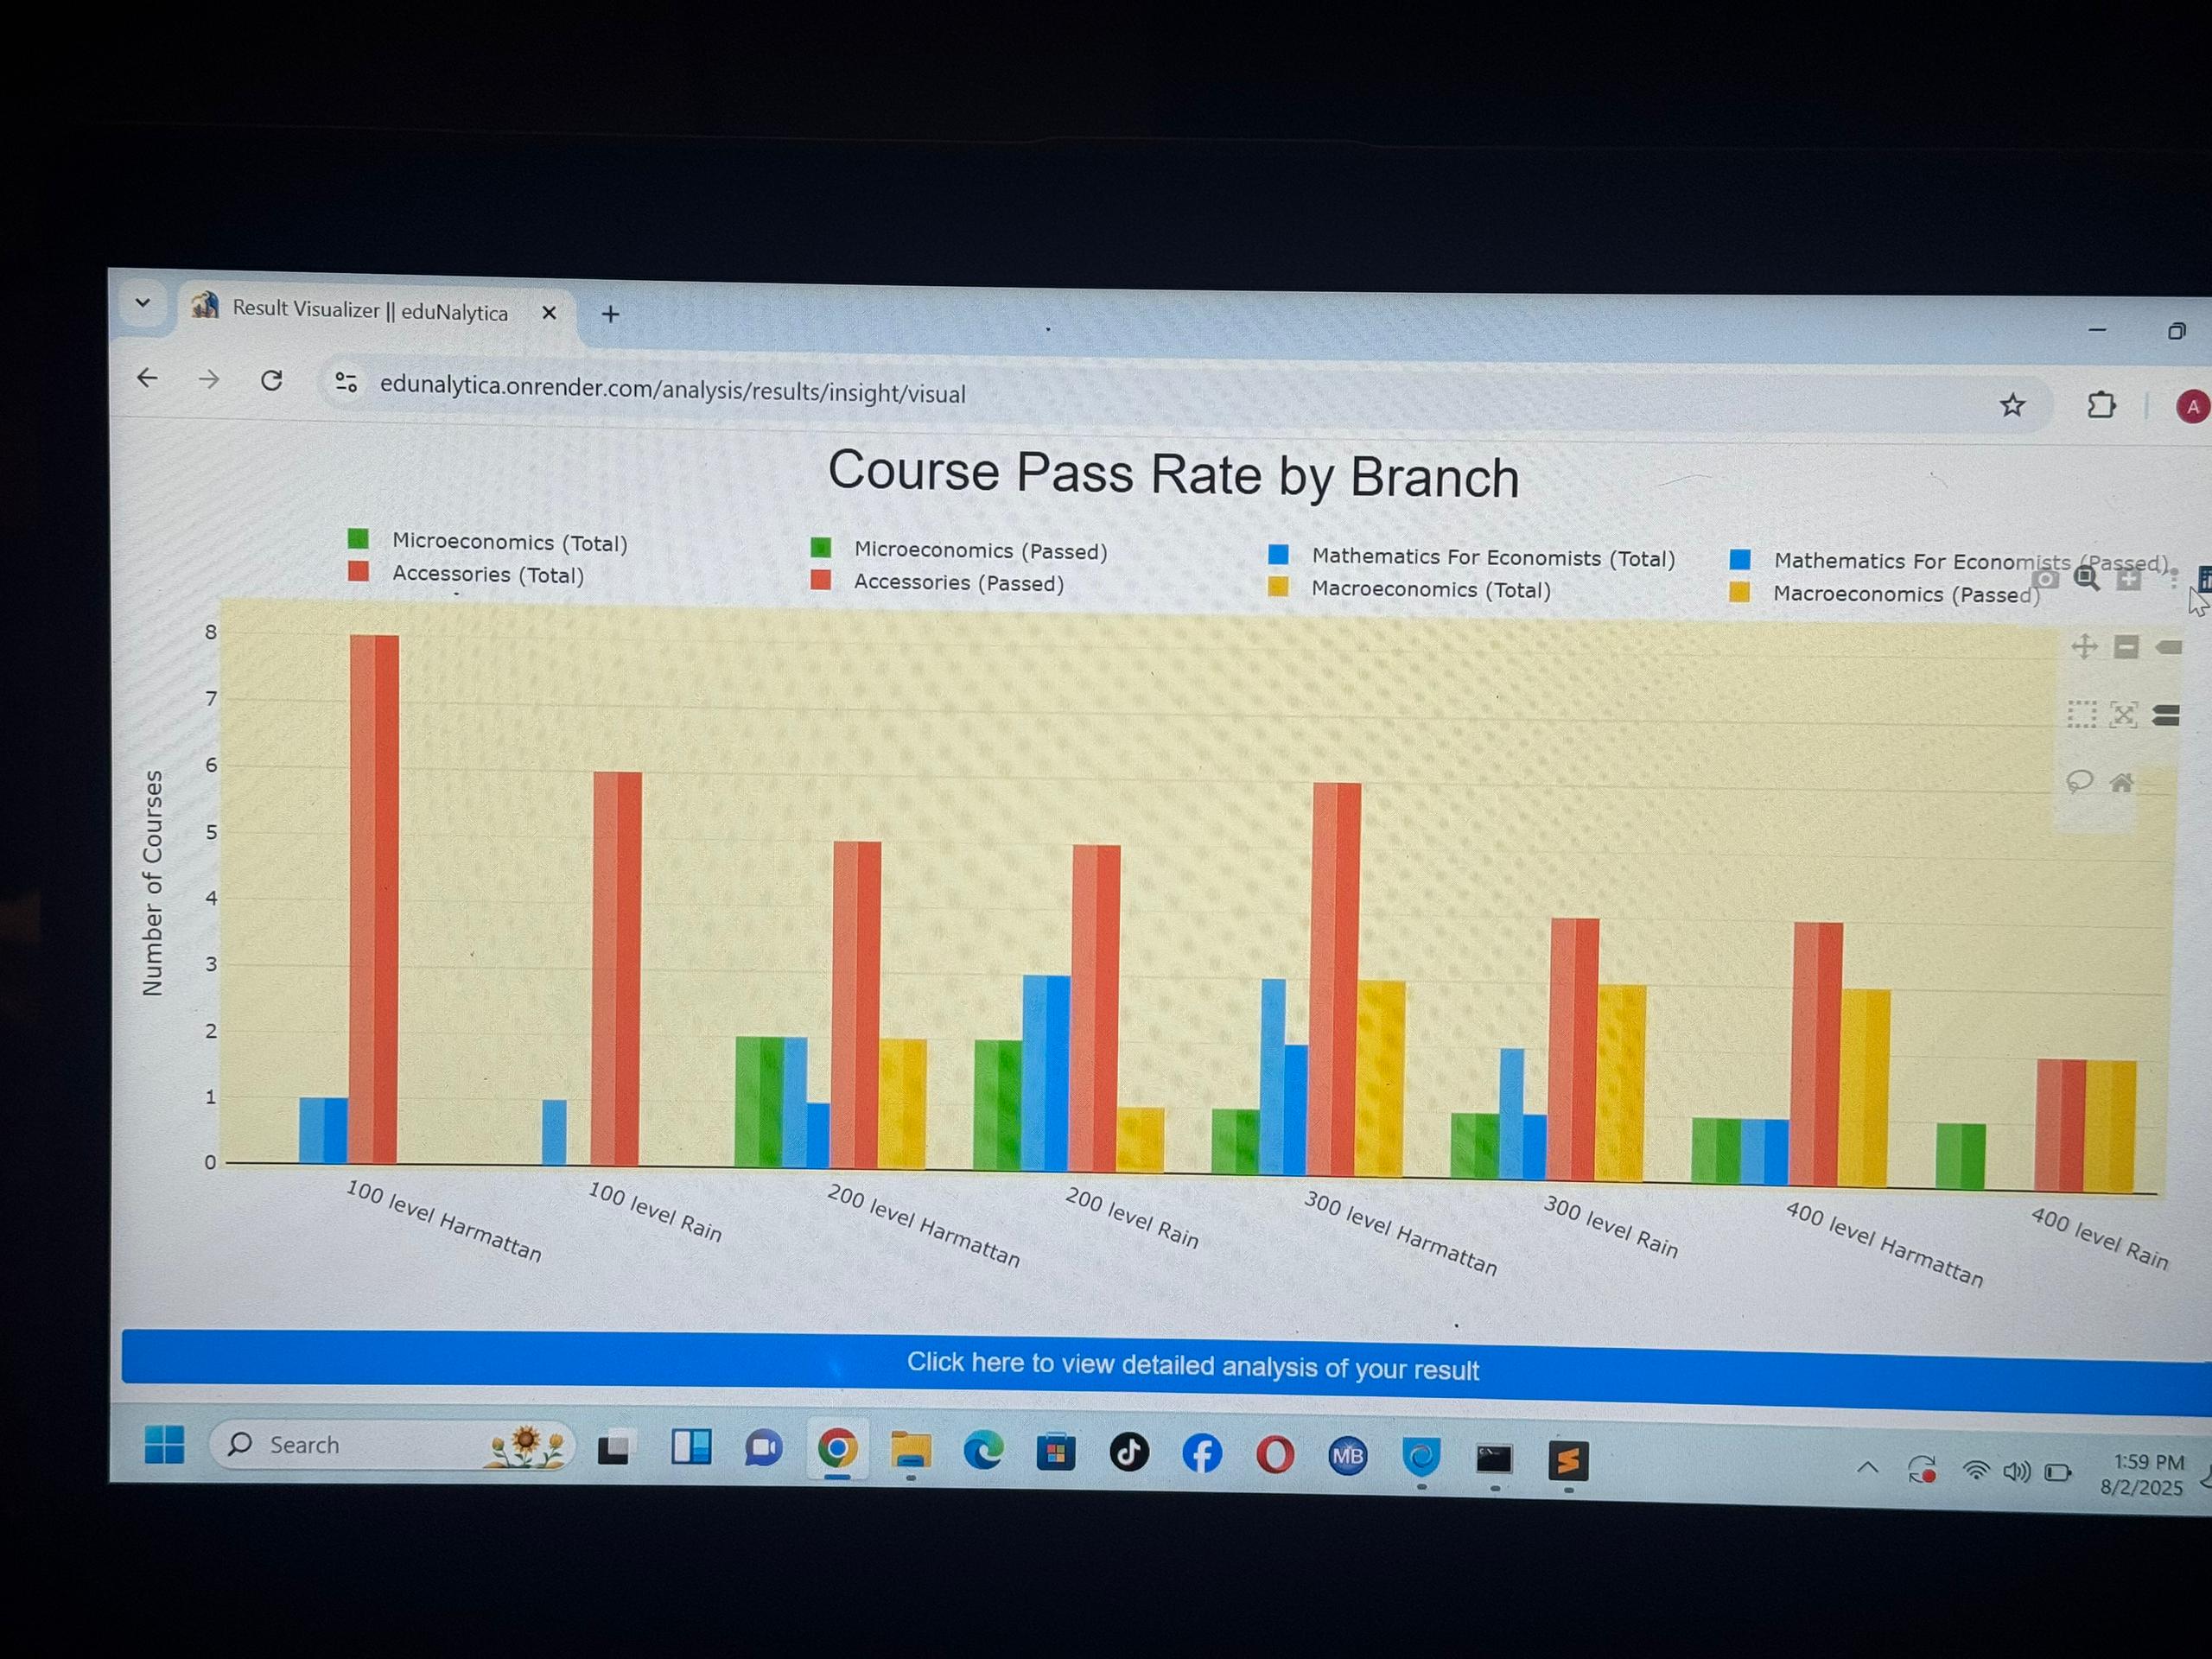 Result Visualizer || eduNalytica
edunalytica.onrender.com/analysis/results/insight/visual
A
Course Pass Rate by Branch
Microeconomics (Total)
Accessories (Total)
Microeconomics (Passed)
Accessories (Passed)
Mathematics For Economists (Total)
Macroeconomics (Total)
Mathematics For Economists (Passed)
Macroeconomics (Passed)
Number of Courses
8
7
6
5
4
3
2
1
0
100 level Harmattan
100 level Rain
200 level Harmattan
200 level Rain
300 level Harmattan
300 level Rain
400 level Harmattan
400 level Rain
Click here to view detailed analysis of your result
Search
MB
1:59 PM
8/2/2025